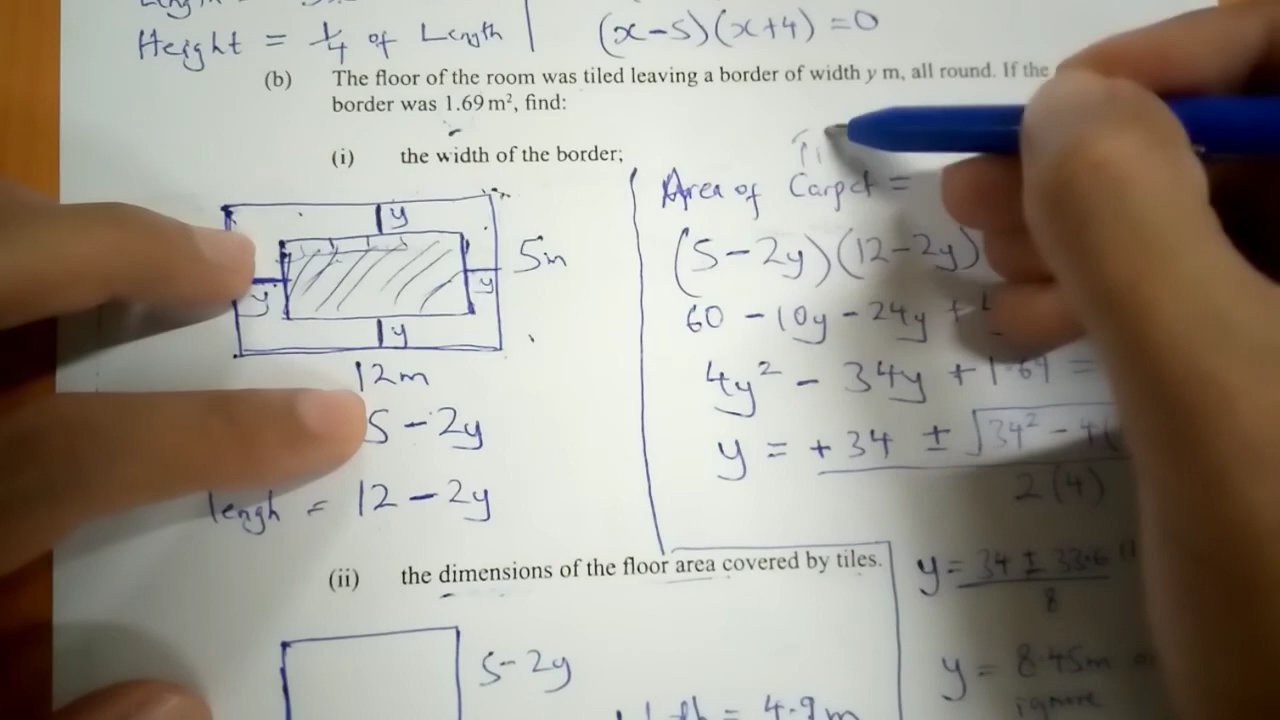 Height = 1/4 of Length
(x-5)(x+4) =0
(b) The floor of the room was tiled leaving a border of width y m, all round. If the
border was 1.69 m², find:
(i) the width of the border;
y
5m
y
y
y
12m
5 - 2y
lengh = 12 - 2y
Area of Carpet =
(5-2y)(12-2y)
60 - 10y - 24y +
4y² - 34y + 1.69 =
y = + 34 ± √34² - 4(
2(4)
(ii) the dimensions of the floor area covered by tiles.
y = 34 ± 33.6
8
y = 8.45m
ignore
5-2y
= 4.9m